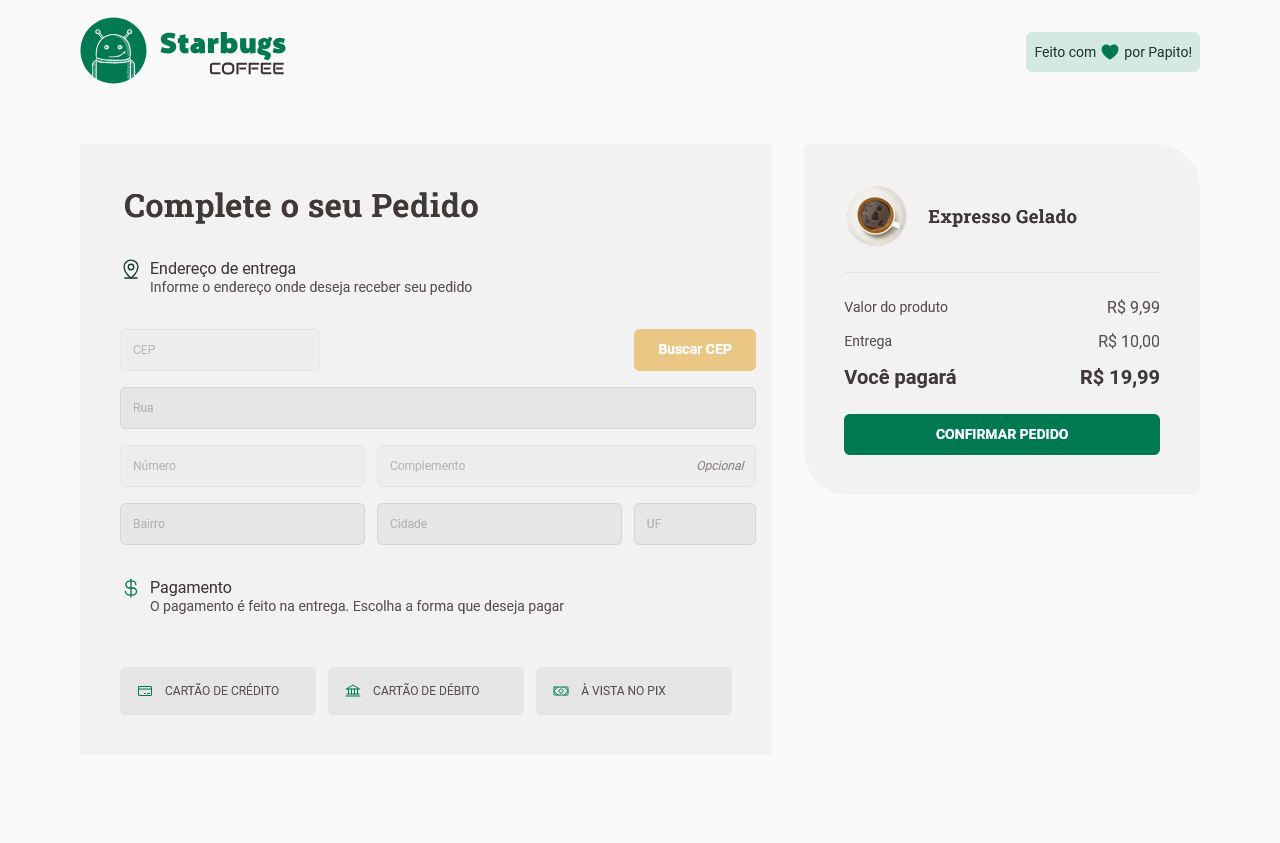 Starbugs
COFFEE
Feito com por Papito!
Complete o seu Pedido
Endereço de entrega
Informe o endereço onde deseja receber seu pedido
CEP
Buscar CEP
Rua
Número
Complemento
Opcional
Bairro
Cidade
UF
Pagamento
O pagamento é feito na entrega. Escolha a forma que deseja pagar
CARTÃO DE CRÉDITO
CARTÃO DE DÉBITO
À VISTA NO PIX
Expresso Gelado
Valor do produto R$ 9,99
Entrega R$ 10,00
Você pagará R$ 19,99
CONFIRMAR PEDIDO